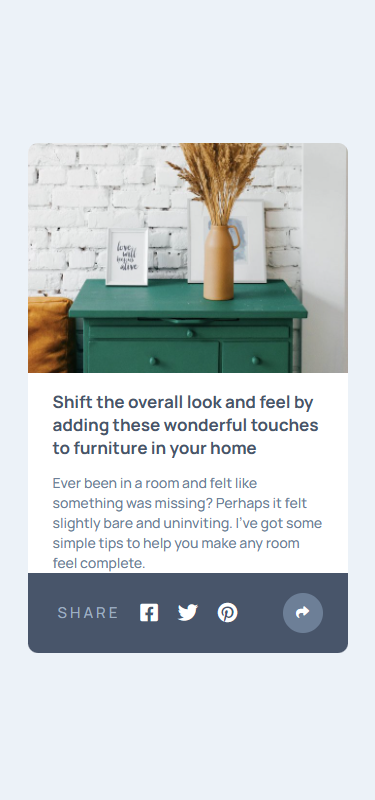 love
will
keep us
alive
Shift the overall look and feel by
adding these wonderful touches
to furniture in your home
Ever been in a room and felt like
something was missing? Perhaps it felt
slightly bare and uninviting. I've got some
simple tips to help you make any room
feel complete.
SHARE